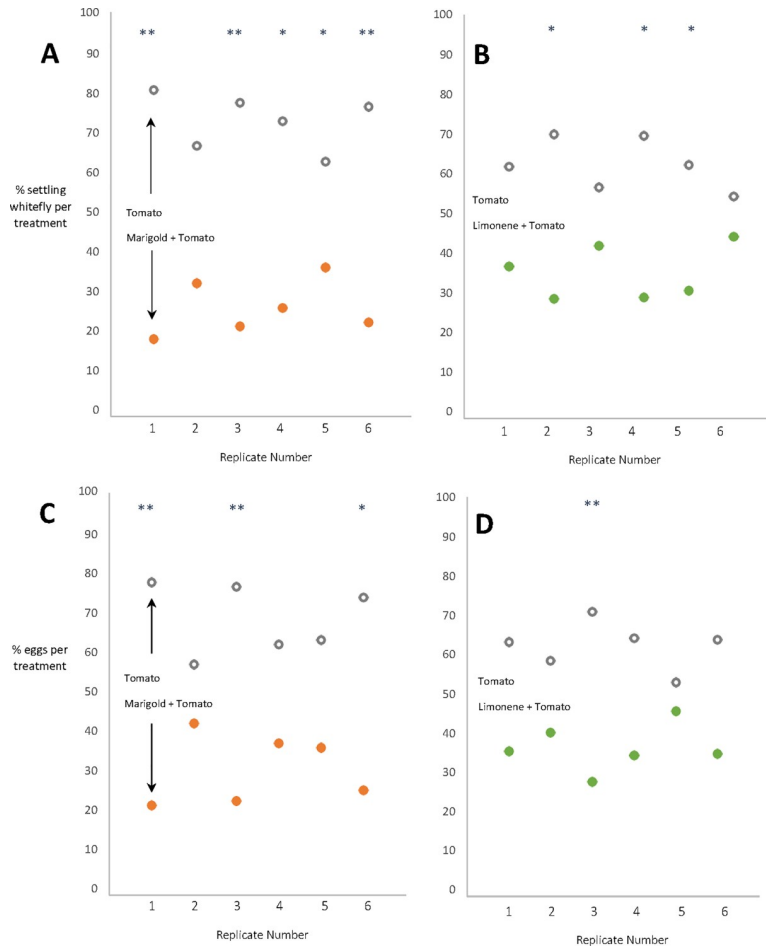 A
** ** * * **
100
90
80
70
60
50
40
30
20
10
0
% settling
whitefly per
treatment
Tomato
Marigold + Tomato
1 2 3 4 5 6
Replicate Number
B
* * *
100
90
80
70
60
50
40
30
20
10
0
Tomato
Limonene + Tomato
1 2 3 4 5 6
Replicate Number
C
** ** *
100
90
80
70
60
50
40
30
20
10
0
% eggs per
treatment
Tomato
Marigold + Tomato
1 2 3 4 5 6
Replicate Number
D
**
100
90
80
70
60
50
40
30
20
10
0
Tomato
Limonene + Tomato
1 2 3 4 5 6
Replicate Number